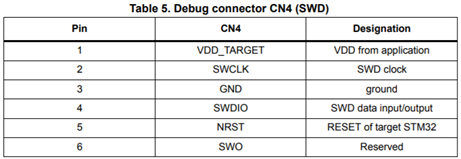 Table 5. Debug connector CN4 (SWD)
Pin CN4 Designation
1 VDD_TARGET VDD from application
2 SWCLK SWD clock
3 GND ground
4 SWDIO SWD data input/output
5 NRST RESET of target STM32
6 SWO Reserved